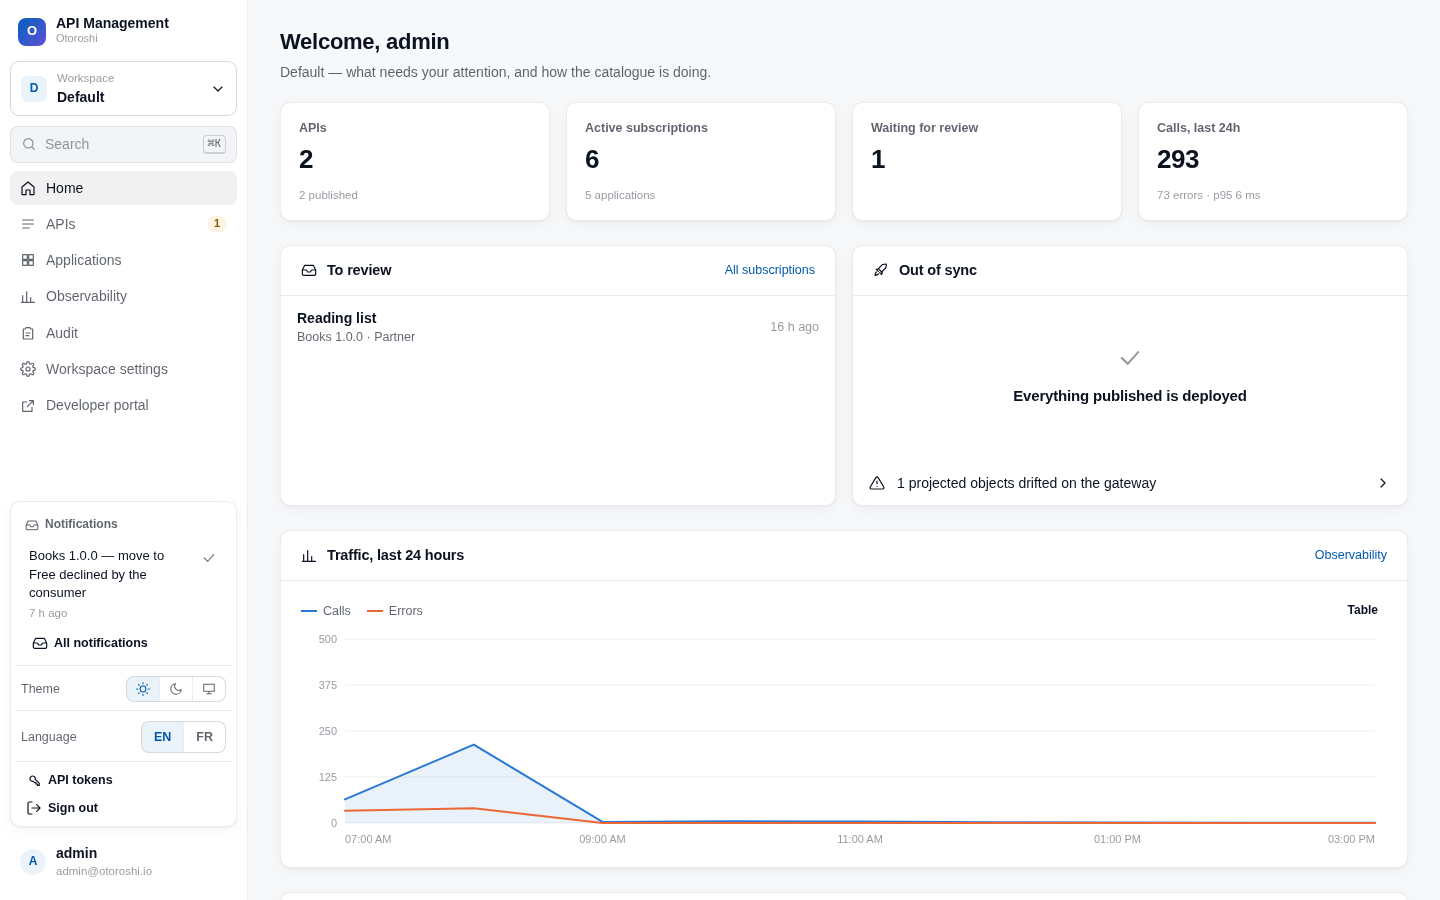 O
API Management
Otoroshi
D
Workspace
Default
Search
⌘K
Home
APIs
1
Applications
Observability
Audit
Workspace settings
Developer portal
Notifications
Books 1.0.0 — move to
Free declined by the
consumer
7 h ago
All notifications
Theme
Language
EN
FR
API tokens
Sign out
A
admin
admin@otoroshi.io
Welcome, admin
Default — what needs your attention, and how the catalogue is doing.
APIs
2
2 published
Active subscriptions
6
5 applications
Waiting for review
1
Calls, last 24h
293
73 errors · p95 6 ms
To review
All subscriptions
Reading list
Books 1.0.0 · Partner
16 h ago
Out of sync
Everything published is deployed
1 projected objects drifted on the gateway
Traffic, last 24 hours
Observability
Calls
Errors
Table
500
375
250
125
0
07:00 AM
09:00 AM
11:00 AM
01:00 PM
03:00 PM